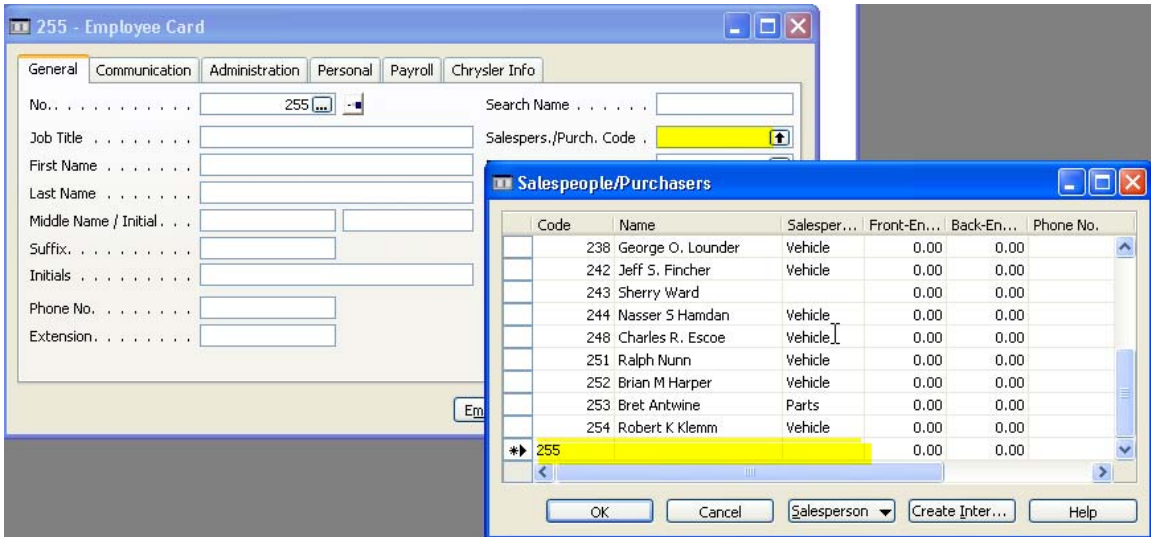 255 - Employee Card
General Communication Administration Personal Payroll Chrysler Info
No. . . . . . . . . . . . 255 ... Search Name . . . . . .
Job Title . . . . . . . . Salespers./Purch. Code .
First Name . . . . . . .
Last Name . . . . . . .
Middle Name / Initial . . .
Suffix. . . . . . . . . .
Initials . . . . . . . . .
Phone No. . . . . . . .
Extension. . . . . . . .
Em
Salespeople/Purchasers
Code Name Salesper... Front-En... Back-En... Phone No.
238 George O. Lounder Vehicle 0.00 0.00
242 Jeff S. Fincher Vehicle 0.00 0.00
243 Sherry Ward 0.00 0.00
244 Nasser S Hamdan Vehicle 0.00 0.00
248 Charles R. Escoe Vehicle 0.00 0.00
251 Ralph Nunn Vehicle 0.00 0.00
252 Brian M Harper Vehicle 0.00 0.00
253 Bret Antwine Parts 0.00 0.00
254 Robert K Klemm Vehicle 0.00 0.00
255 0.00 0.00
OK Cancel Salesperson Create Inter... Help